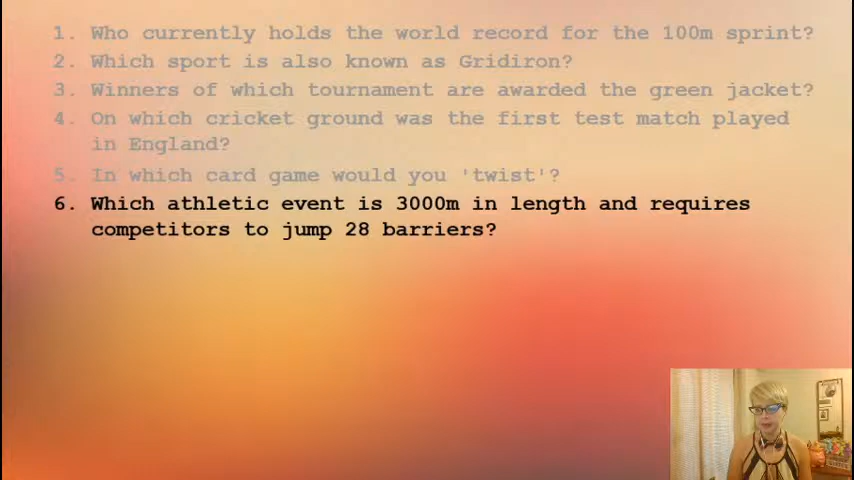 1. Who currently holds the world record for the 100m sprint?
2. Which sport is also known as Gridiron?
3. Winners of which tournament are awarded the green jacket?
4. On which cricket ground was the first test match played
in England?
5. In which card game would you 'twist'?
6. Which athletic event is 3000m in length and requires
competitors to jump 28 barriers?